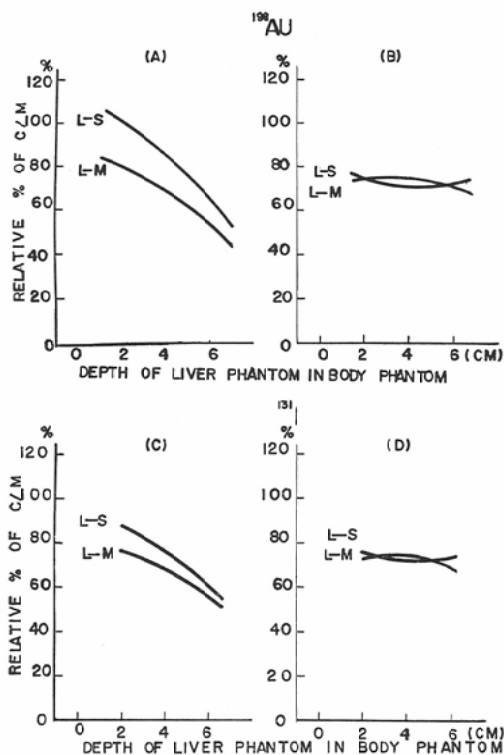 198AU
(A)
(B)
%
120
100
80
60
40
20
0
L-S
L-M
RELATIVE % OF C/M
0 2 4 6
%
120
100
80
60
40
20
0
L-S
L-M
0 2 4 6 (CM)
DEPTH OF LIVER PHANTOM IN BODY PHANTOM
131
(C)
(D)
%
120
100
80
60
40
20
0
L-S
L-M
RELATIVE % OF C/M
0 2 4 6
%
120
100
80
60
40
20
0
L-S
L-M
0 2 4 6 (CM)
DEPTH OF LIVER PHANTOM IN BODY PHANTOM